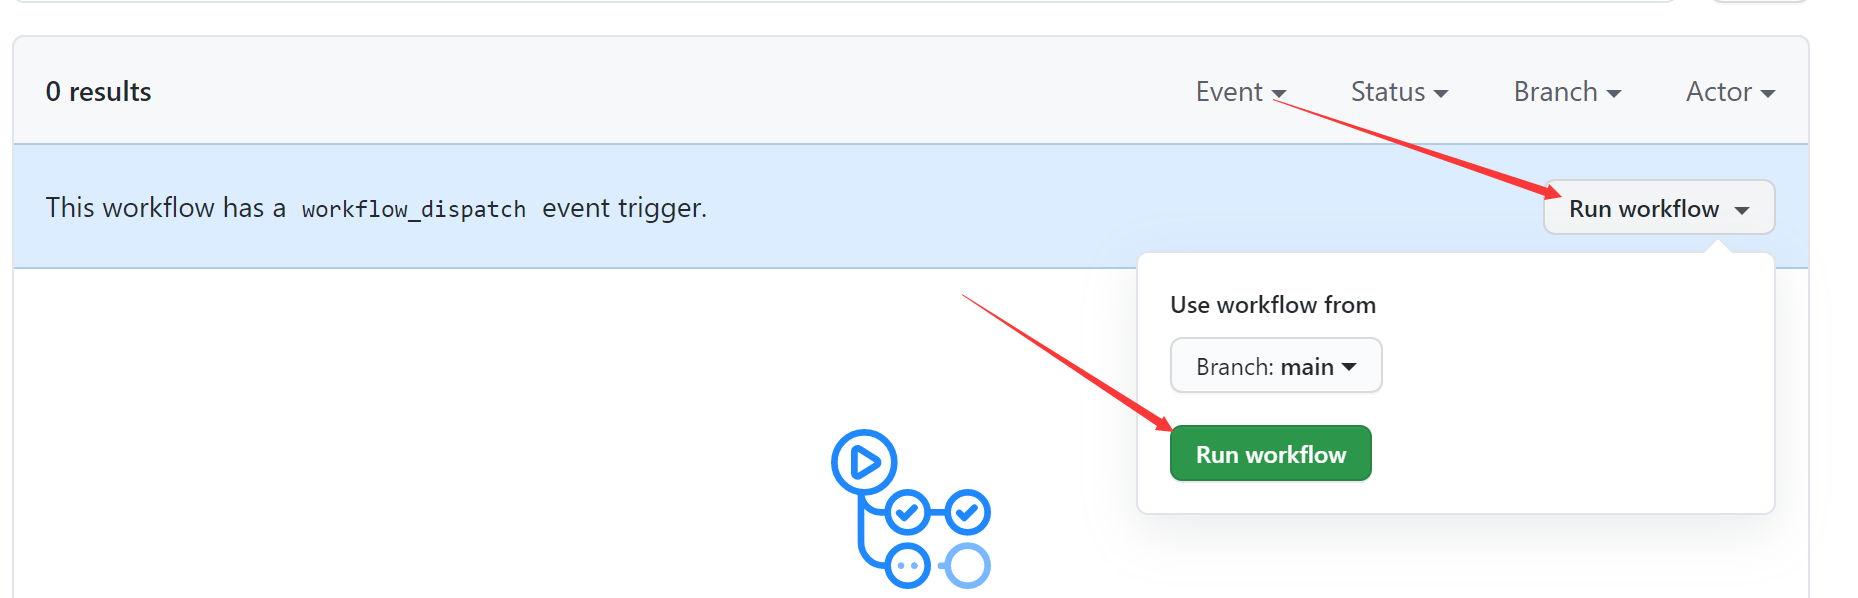 0 results
Event Status Branch Actor
This workflow has a workflow_dispatch event trigger.
Run workflow
Use workflow from
Branch: main
Run workflow